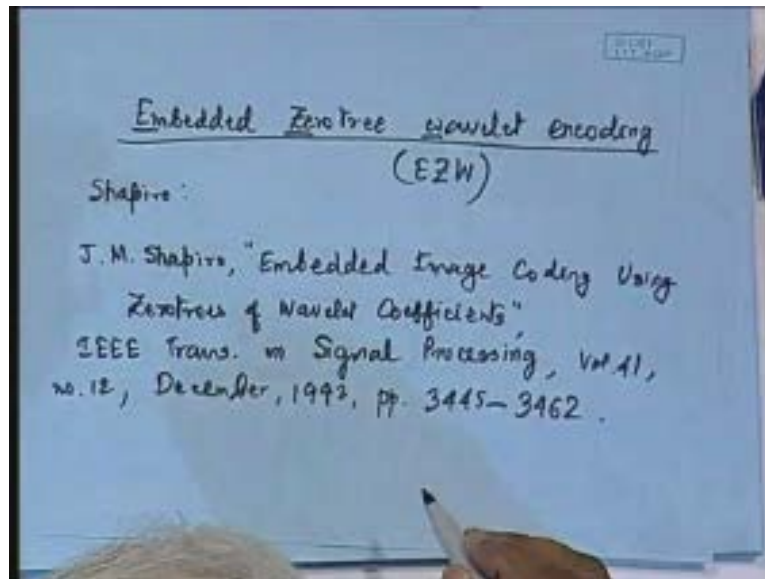 Embedded Zerotree Wavelet encoding
(EZW)
Shapiro:
J.M. Shapiro, "Embedded Image Coding Using
Zerotrees of Wavelet Coefficients",
IEEE Trans. on Signal Processing, Vol. 41,
no. 12, December, 1993, pp. 3445-3462.